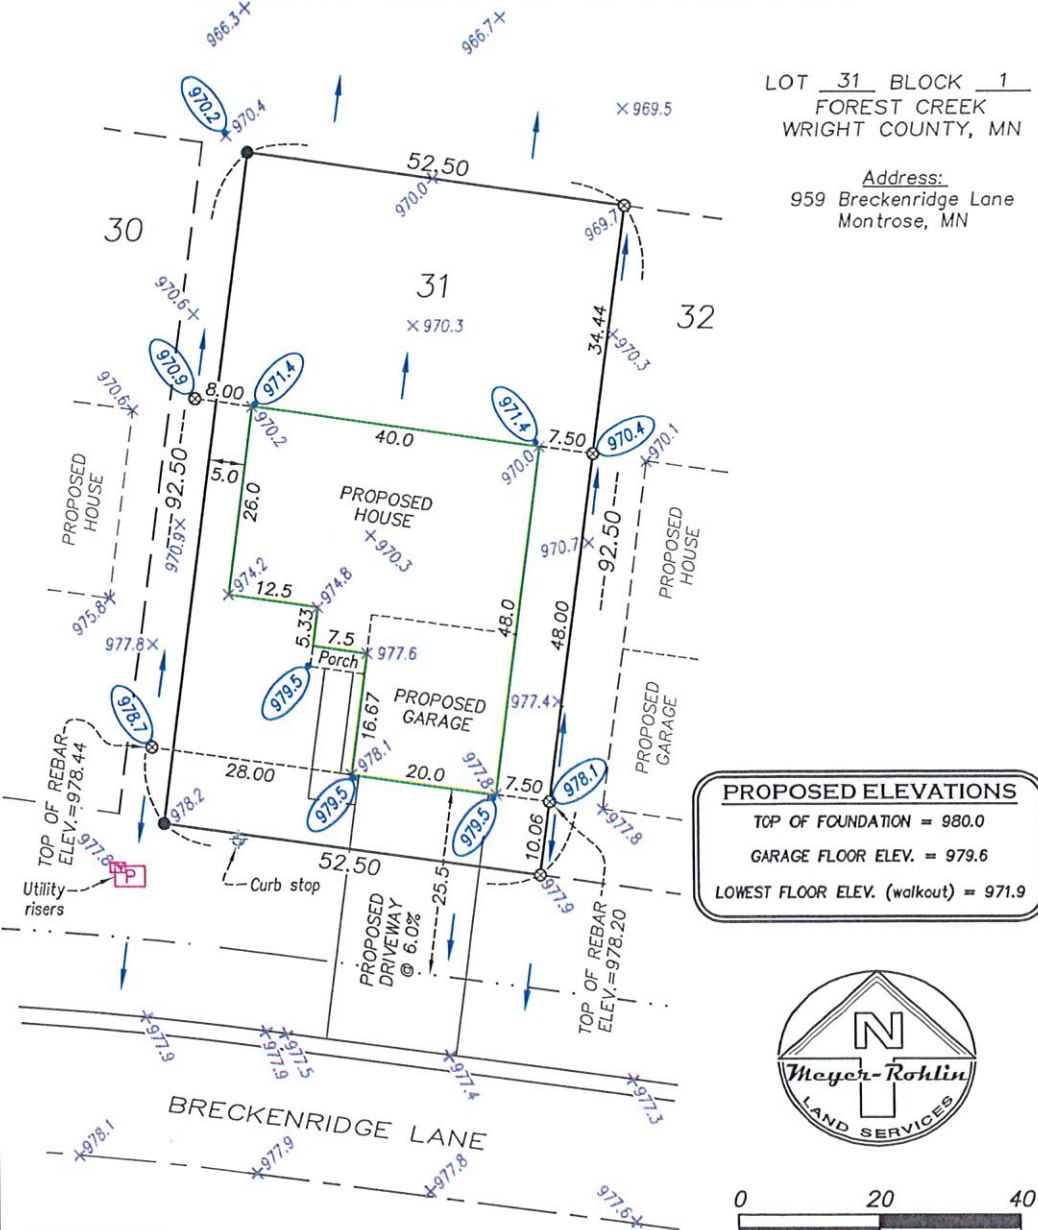 966.3
966.7
970.2
970.4
969.5
LOT 31 BLOCK 1
FOREST CREEK
WRIGHT COUNTY, MN
Address:
959 Breckenridge Lane
Montrose, MN
52.50
970.0
969.7
30
31
32
970.6
970.3
34.44
970.3
970.9
970.6
8.00
971.4
970.2
40.0
971.4
970.0
7.50
970.4
970.1
PROPOSED
HOUSE
92.50
5.0
26.0
PROPOSED
HOUSE
970.3
970.9
970.7
92.50
PROPOSED
HOUSE
974.2
12.5
974.8
975.8
5.33
7.5
48.0
48.00
977.8
Porch
977.6
979.5
978.7
16.67
PROPOSED
GARAGE
977.4
PROPOSED
GARAGE
TOP OF REBAR
ELEV.=978.44
28.00
978.1
20.0
977.8
7.50
978.1
979.5
979.5
978.2
977.8
977.8
PROPOSED ELEVATIONS
TOP OF FOUNDATION = 980.0
GARAGE FLOOR ELEV. = 979.6
LOWEST FLOOR ELEV. (walkout) = 971.9
P
Utility
risers
Curb stop
52.50
25.5
10.06
977.9
PROPOSED
DRIVEWAY
@ 6.0%
TOP OF REBAR
ELEV.=978.20
977.9
977.9
977.5
977.4
977.3
N
Meyer-Rohlin
LAND SERVICES
BRECKENRIDGE LANE
978.1
977.9
977.8
977.6
0 20 40